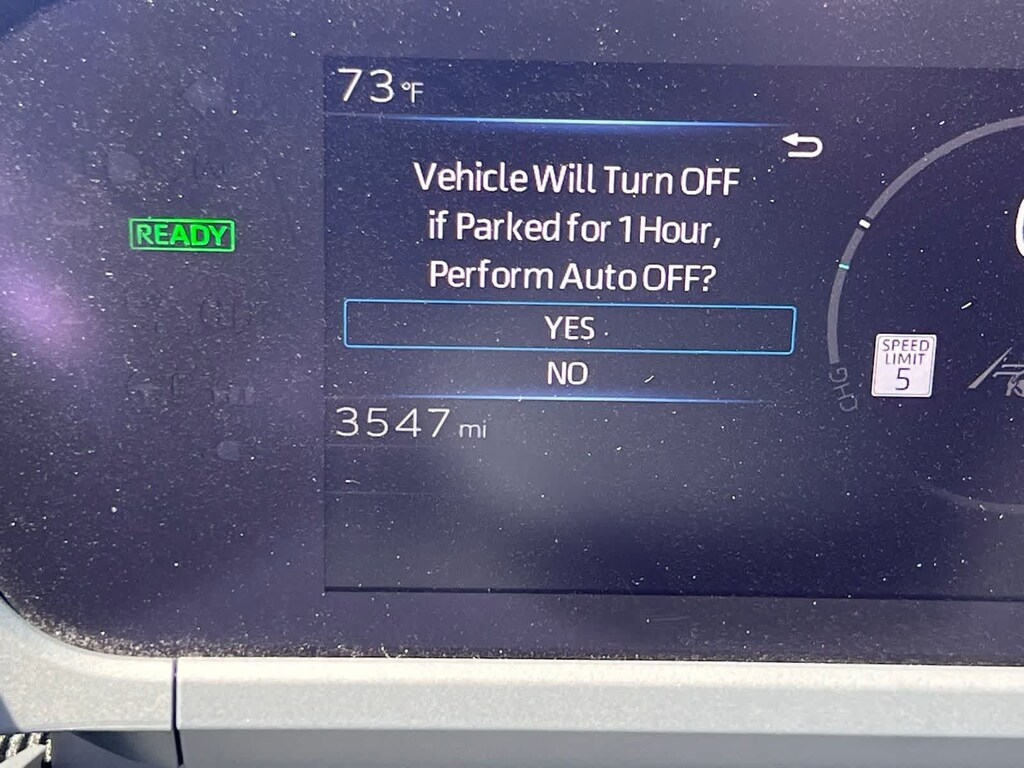 73 °F
Vehicle Will Turn OFF
if Parked for 1 Hour,
Perform Auto OFF?
YES
NO
READY
3547 mi
CHG
SPEED
LIMIT
5